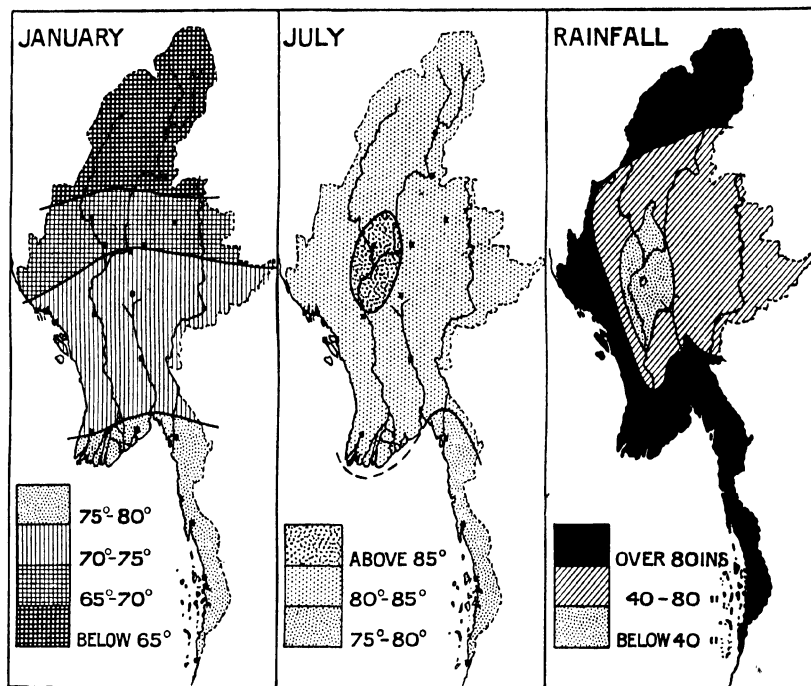 JANUARY
75°-80°
70°-75°
65°-70°
BELOW 65°
JULY
ABOVE 85°
80°-85°
75°-80°
RAINFALL
OVER 80INS
40-80 "
BELOW 40 "